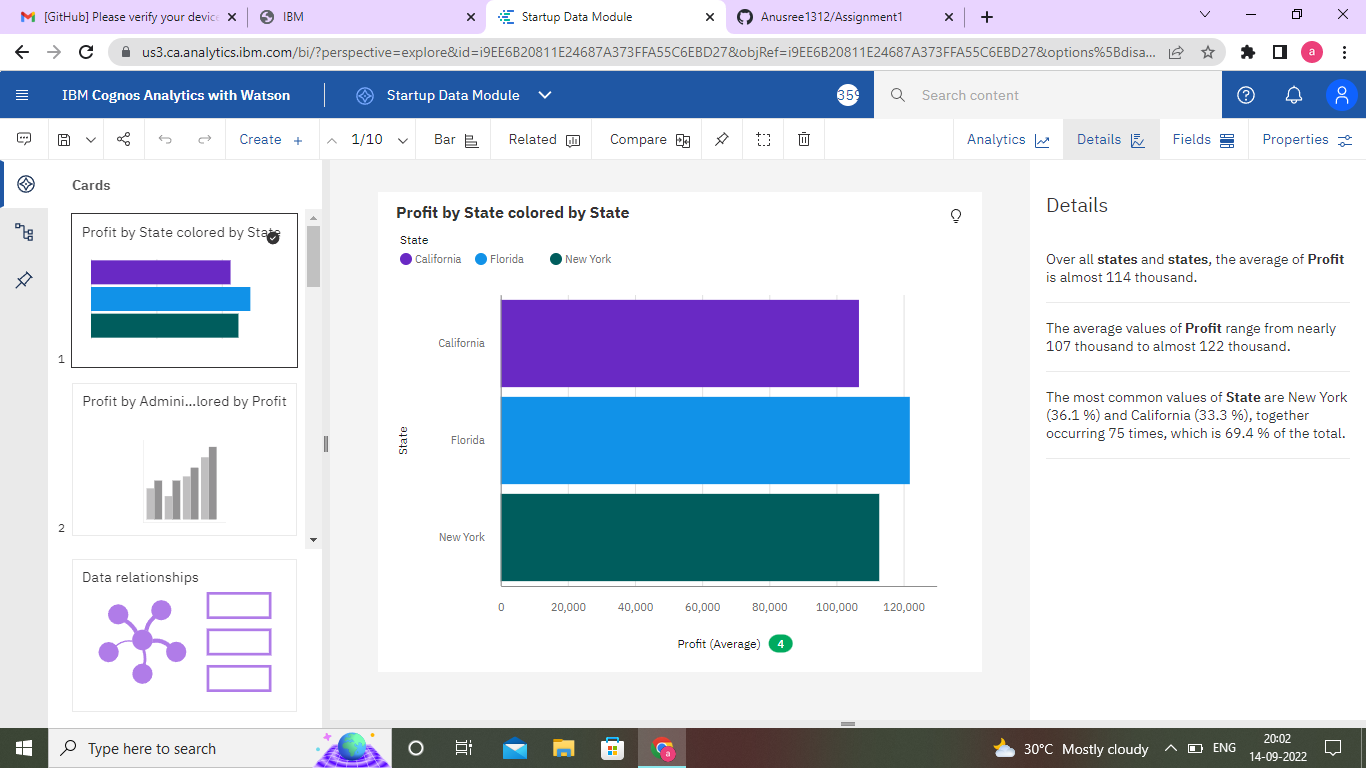 [GitHub] Please verify your device
IBM
Startup Data Module
Anusree1312/Assignment1
us3.ca.analytics.ibm.com/bi/?perspective=explore&id=i9EE6B20811E24687A373FFA55C6EBD27&objRef=i9EE6B20811E24687A373FFA55C6EBD27&options%5Bdisa...
a
IBM Cognos Analytics with Watson
Startup Data Module
Search content
Create +
1/10
Bar
Related
Compare
Analytics
Details
Fields
Properties
Cards
Profit by State colored by State
1
Profit by Admini...lored by Profit
2
Data relationships
Profit by State colored by State
State
California
Florida
New York
State
California
Florida
New York
0
20,000
40,000
60,000
80,000
100,000
120,000
Profit (Average) 4
Details
Over all states and states, the average of Profit
is almost 114 thousand.
The average values of Profit range from nearly
107 thousand to almost 122 thousand.
The most common values of State are New York
(36.1 %) and California (33.3 %), together
occurring 75 times, which is 69.4 % of the total.
Type here to search
a
30°C Mostly cloudy
ENG
20:02
14-09-2022